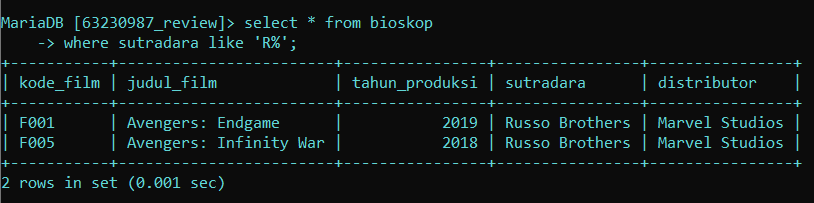 MariaDB [63230987_review]> select * from bioskop
    -> where sutradara like 'R%';
+-----------+------------------------+----------------+----------------+----------------+
| kode_film | judul_film             | tahun_produksi | sutradara      | distributor    |
+-----------+------------------------+----------------+----------------+----------------+
| F001      | Avengers: Endgame      |           2019 | Russo Brothers | Marvel Studios |
| F005      | Avengers: Infinity War |           2018 | Russo Brothers | Marvel Studios |
+-----------+------------------------+----------------+----------------+----------------+
2 rows in set (0.001 sec)